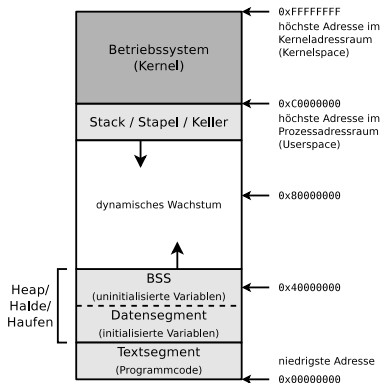 0xFFFFFFFF
höchste Adresse im
Kerneladressraum
(Kernelspace)
Betriebssystem
(Kernel)
0xC0000000
höchste Adresse im
Prozessadressraum
(Userspace)
Stack / Stapel / Keller
dynamisches Wachstum
0x80000000
Heap/
Halde/
Haufen
BSS
(uninitialisierte Variablen)
0x40000000
Datensegment
(initialisierte Variablen)
Textsegment
(Programmcode)
niedrigste Adresse
0x00000000